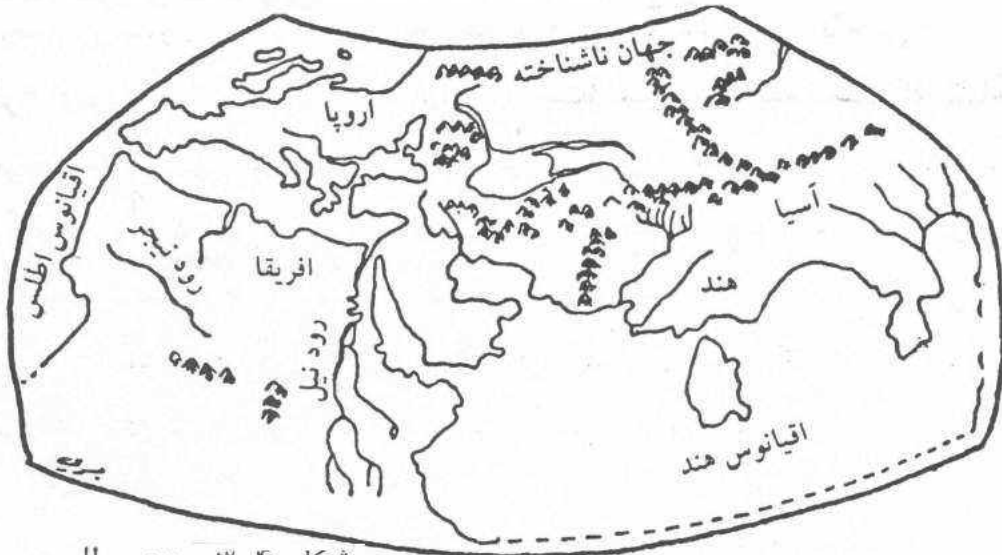 جهان ناشناخته
اروپا
اقیانوس اطلس
آسیا
رود نیجر
افریقا
هند
رود نیل
اقیانوس هند